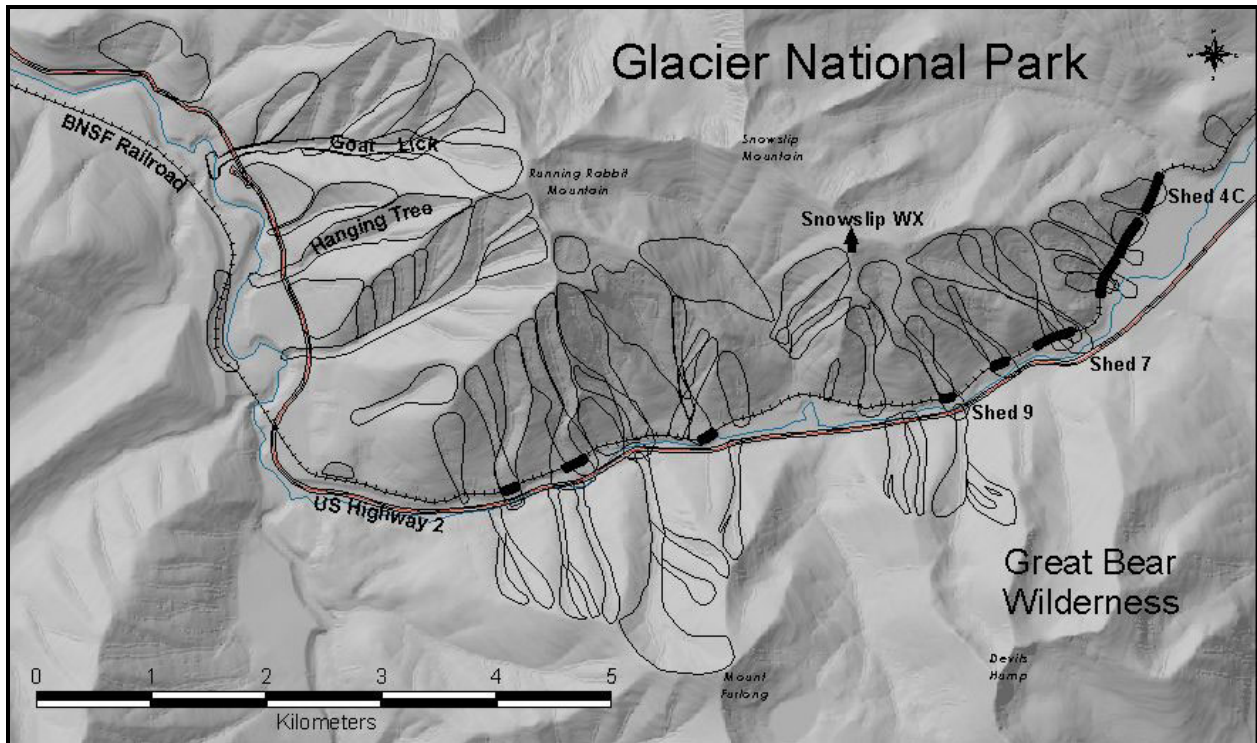 Glacier National Park
BNSF Railroad
Goat Lick
Snowslip
Mountain
Running Rabbit
Mountain
Shed 4C
Hanging Tree
Snowslip WX
Shed 7
Shed 9
US Highway 2
Great Bear
Wilderness
Devils
Hump
Mount
Furlong
0 1 2 3 4 5
Kilometers